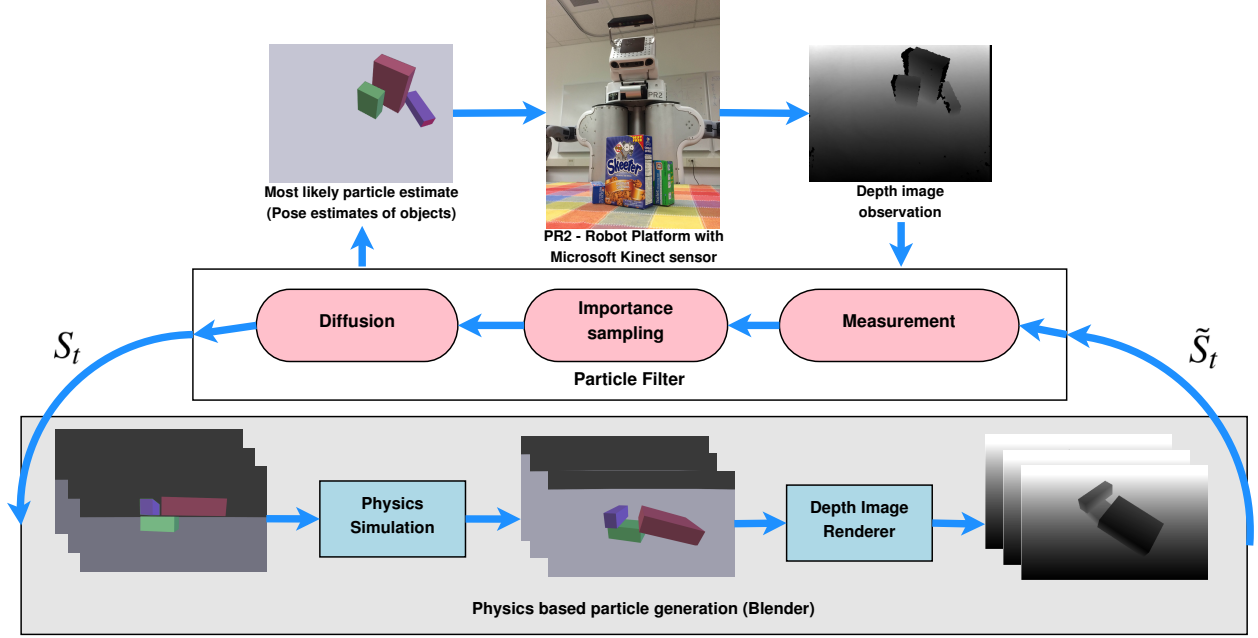 Most likely particle estimate
(Pose estimates of objects)
PR2
Skeeter
PR2 - Robot Platform with
Microsoft Kinect sensor
Depth image
observation
Diffusion
Importance
sampling
Measurement
Particle Filter
S_t
S̃_t
Physics
Simulation
Depth Image
Renderer
Physics based particle generation (Blender)